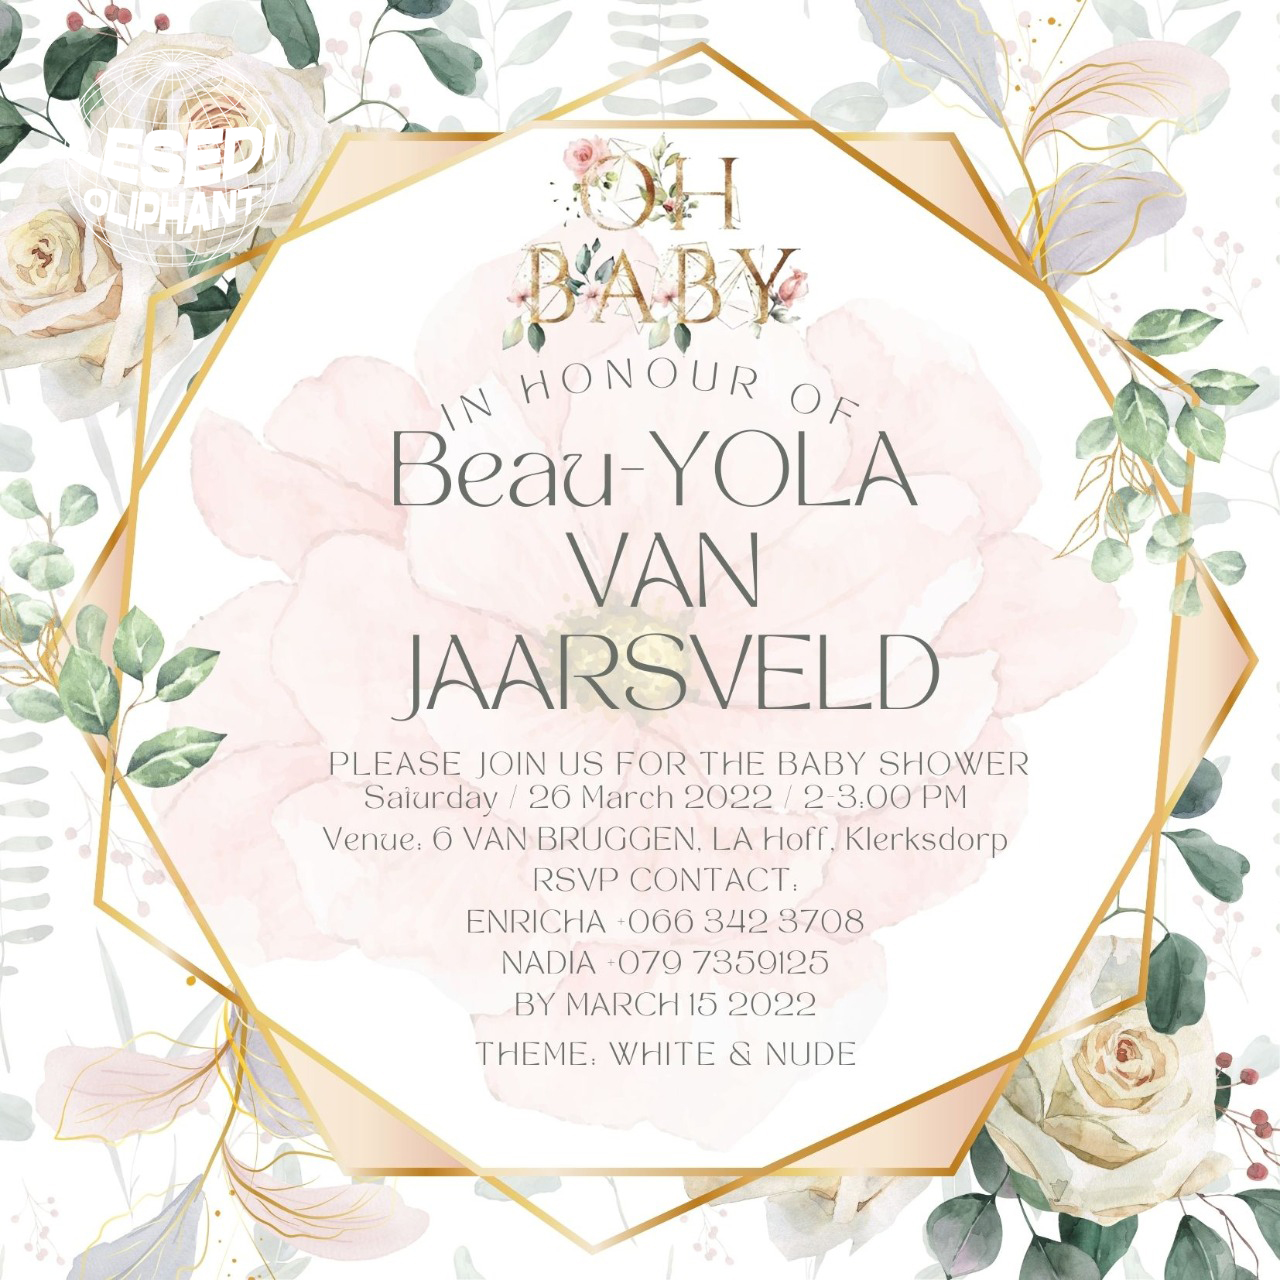 LESEDI
OLIPHANT
OH
BABY
IN HONOUR OF
Beau-YOLA
VAN
JAARSVELD
PLEASE JOIN US FOR THE BABY SHOWER
Saturday / 26 March 2022 / 2-3:00 PM
Venue: 6 VAN BRUGGEN, LA Hoff, Klerksdorp
RSVP CONTACT:
ENRICHA +066 342 3708
NADIA +079 7359125
BY MARCH 15 2022
THEME: WHITE & NUDE